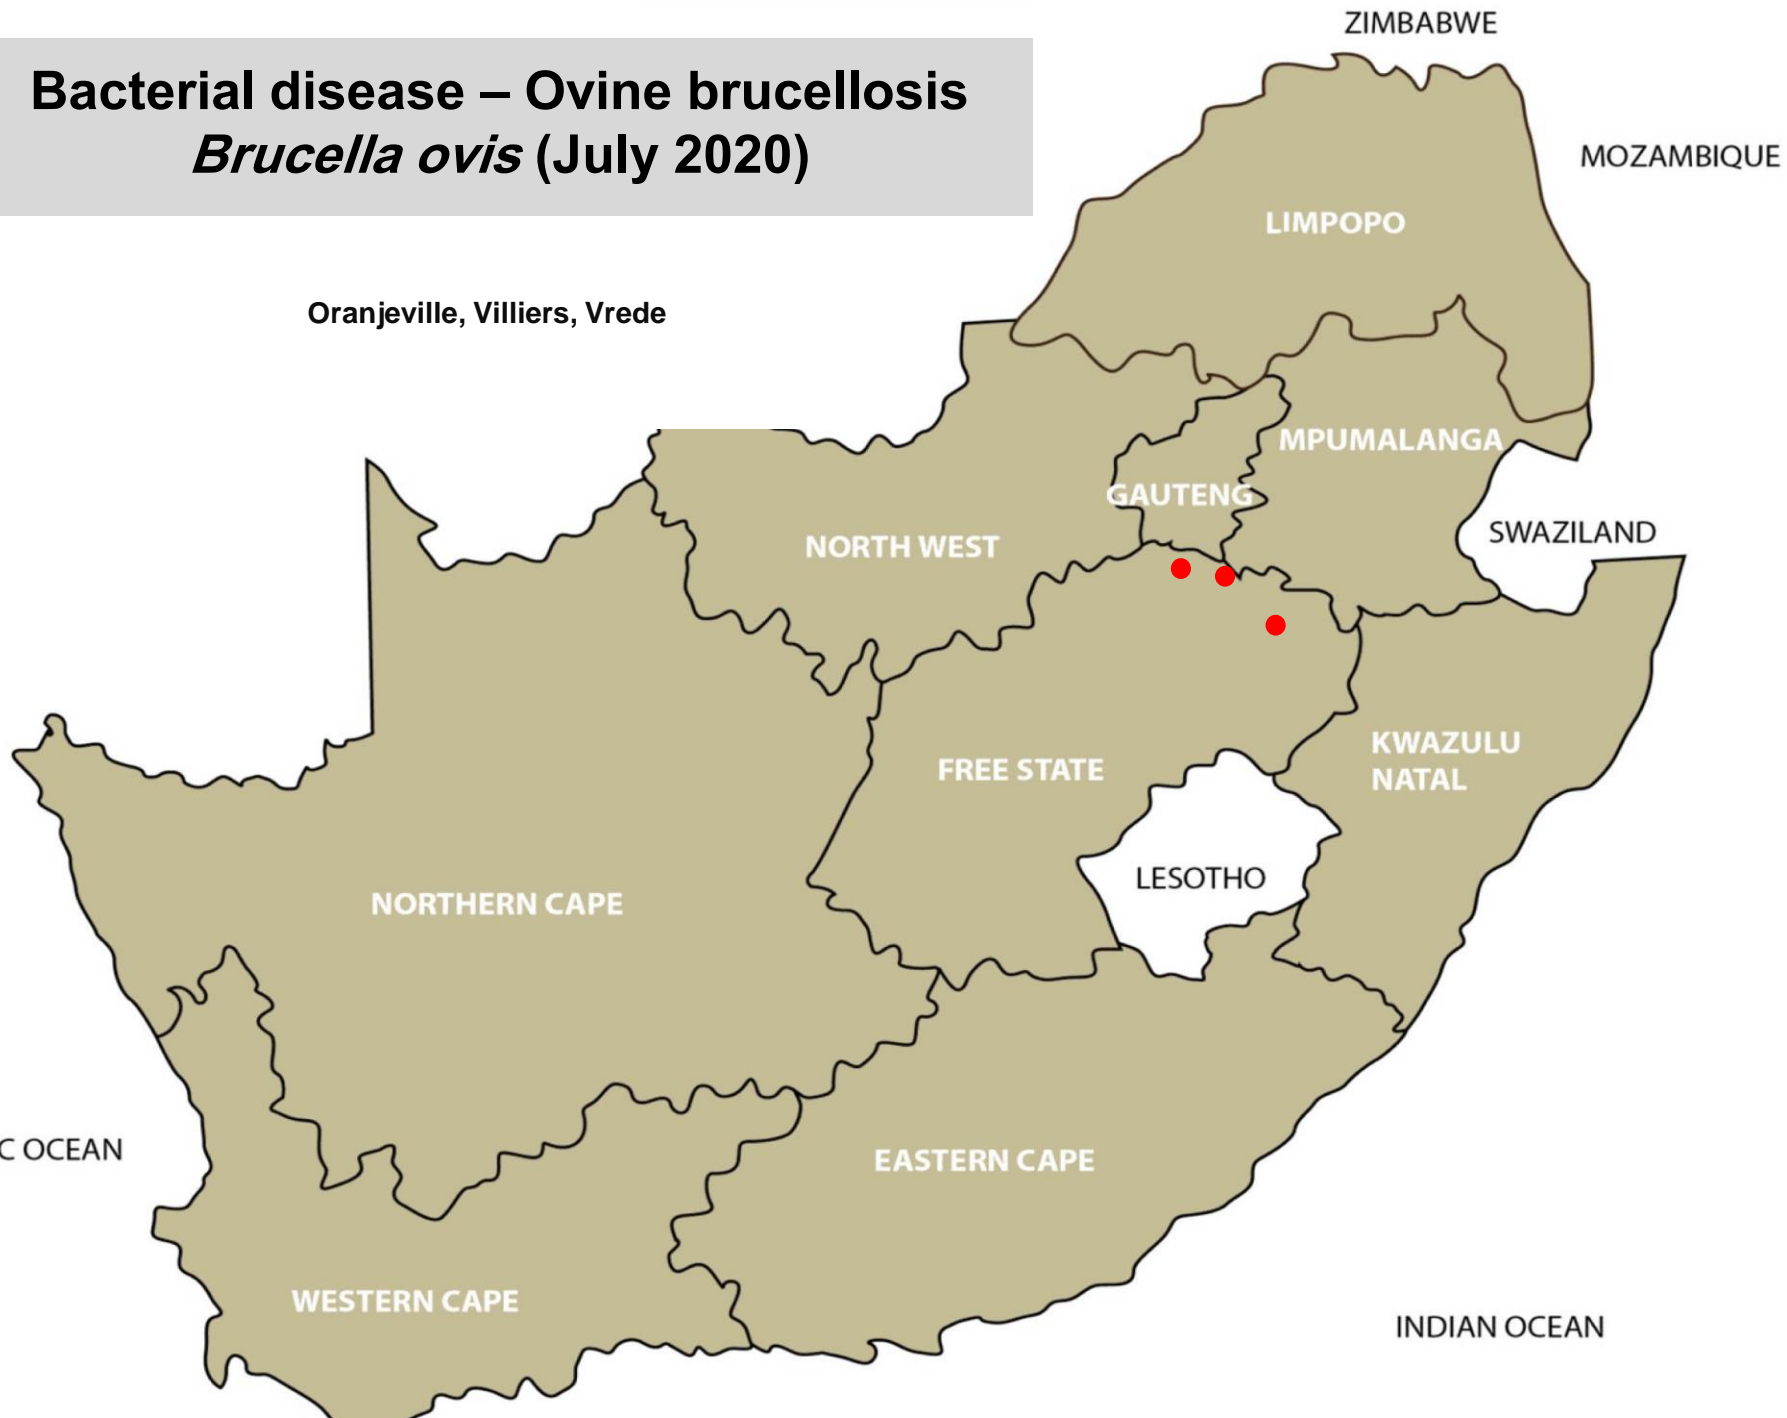 ZIMBABWE
Bacterial disease – Ovine brucellosis
Brucella ovis (July 2020)
MOZAMBIQUE
LIMPOPO
Oranjeville, Villiers, Vrede
MPUMALANGA
GAUTENG
SWAZILAND
NORTH WEST
KWAZULU
NATAL
FREE STATE
LESOTHO
NORTHERN CAPE
C OCEAN
EASTERN CAPE
WESTERN CAPE
INDIAN OCEAN